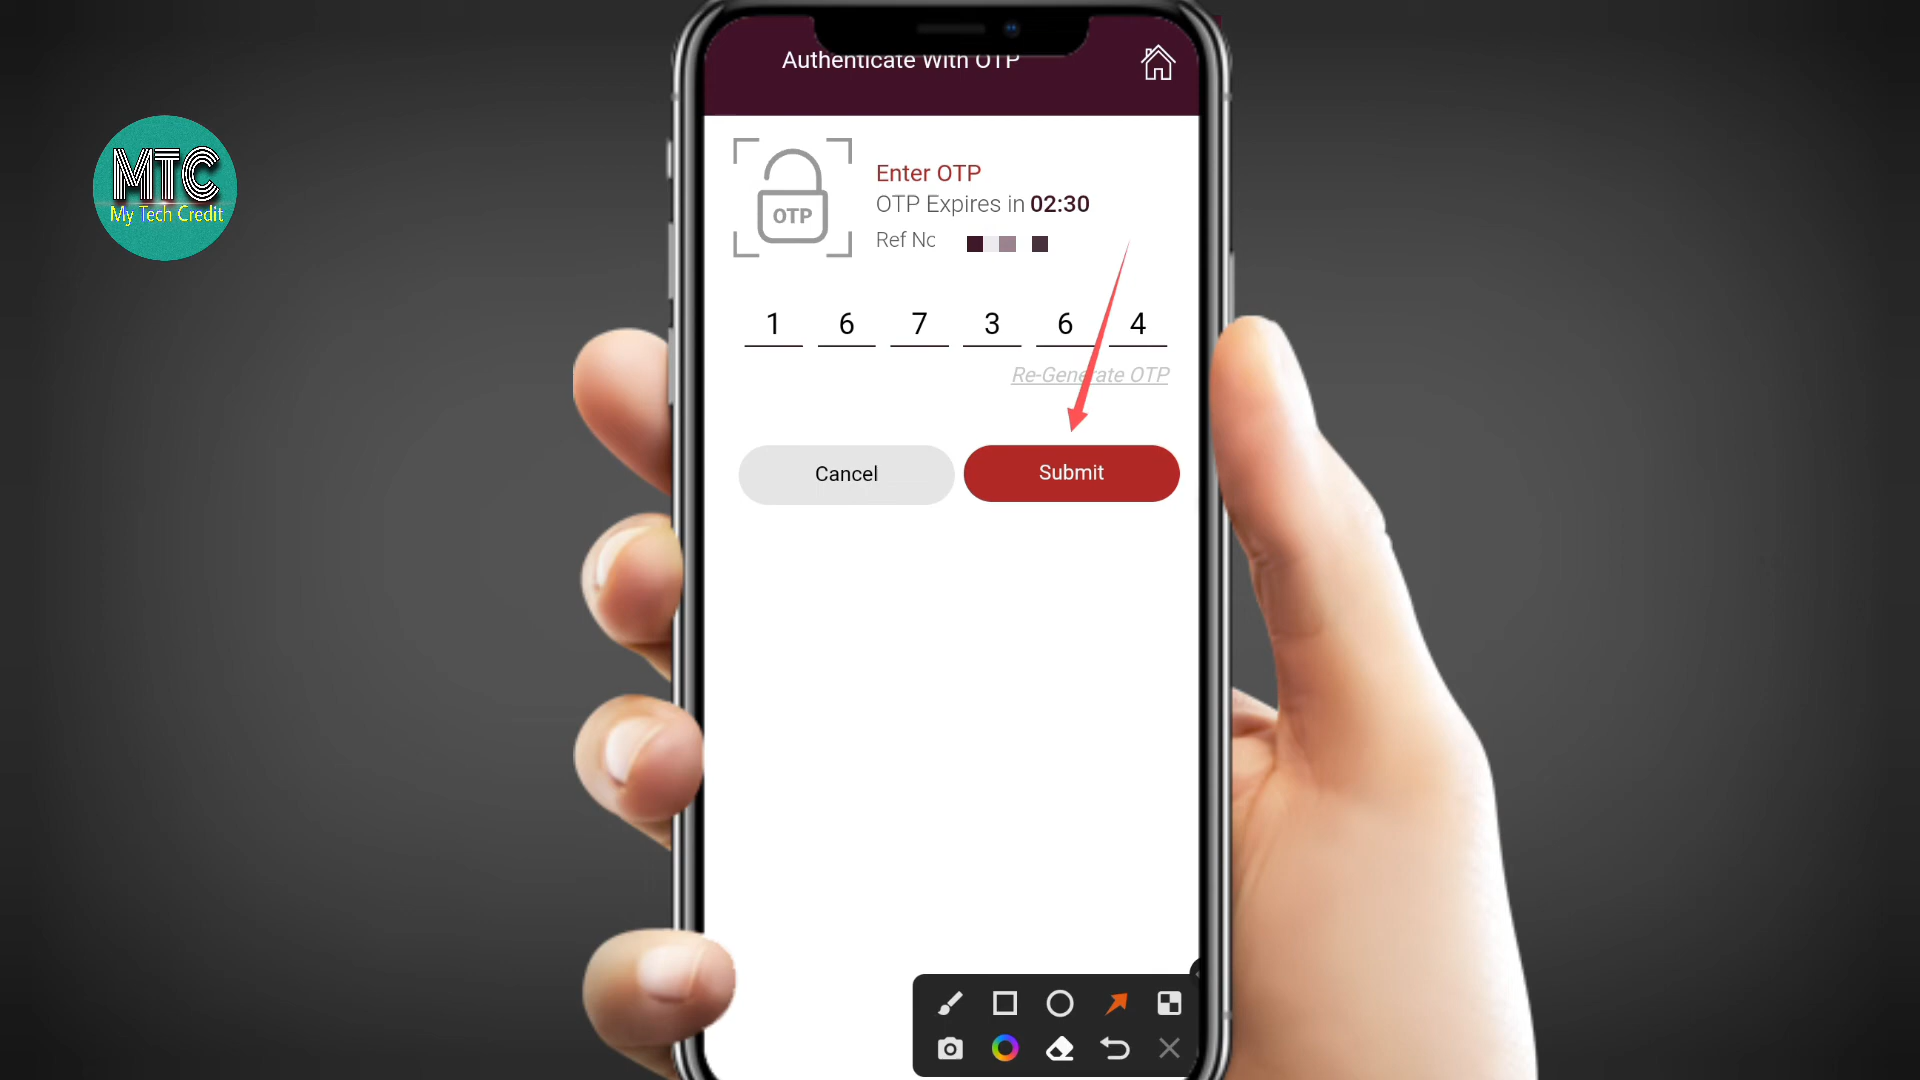 MTC
My Tech Credit
Authenticate With OTP
Enter OTP
OTP Expires in 02:30
OTP
Ref No
1 6 7 3 6 4
Re-Generate OTP
Cancel
Submit